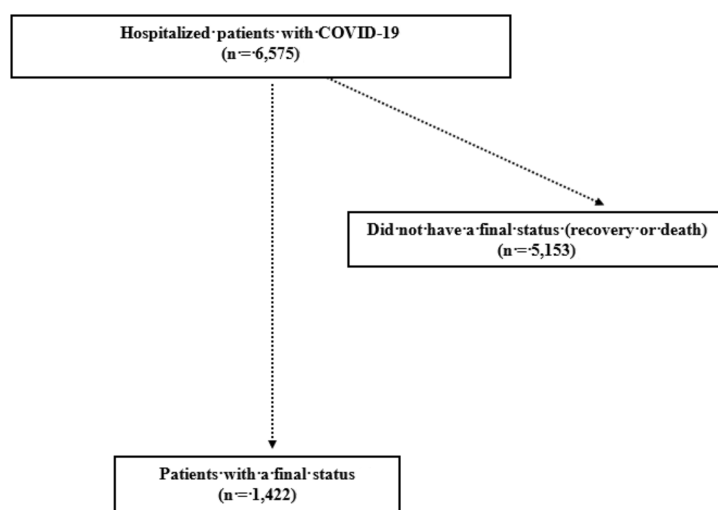 Hospitalized·patients·with·COVID-19
(n·=·6,575)
Did·not·have·a·final·status·(recovery·or·death)
(n·=·5,153)
Patients·with·a·final·status
(n·=·1,422)